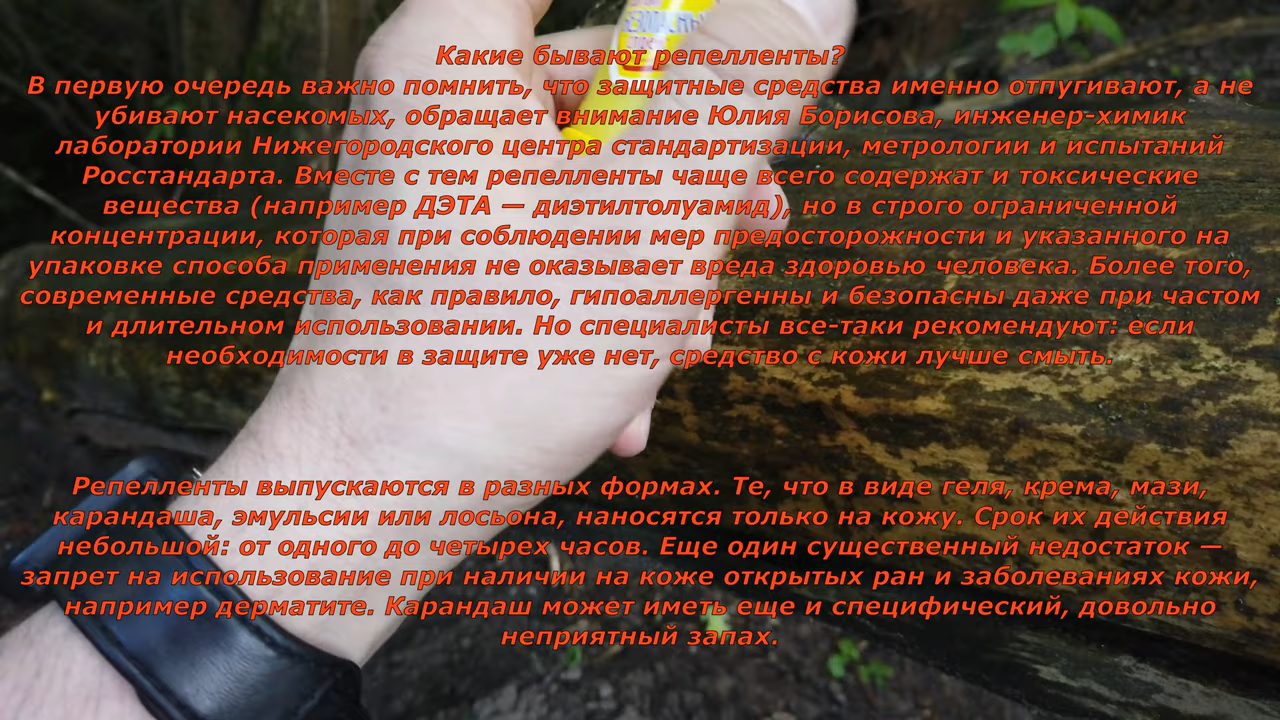 Какие бывают репелленты?
В первую очередь важно помнить, что защитные средства именно отпугивают, а не
убивают насекомых, обращает внимание Юлия Борисова, инженер-химик
лаборатории Нижегородского центра стандартизации, метрологии и испытаний
Росстандарта. Вместе с тем репелленты чаще всего содержат и токсические
вещества (например ДЭТА — диэтилтолуамид), но в строго ограниченной
концентрации, которая при соблюдении мер предосторожности и указанного на
упаковке способа применения не оказывает вреда здоровью человека. Более того,
современные средства, как правило, гипоаллергенны и безопасны даже при частом
и длительном использовании. Но специалисты все-таки рекомендуют: если
необходимости в защите уже нет, средство с кожи лучше смыть.
Репелленты выпускаются в разных формах. Те, что в виде геля, крема, мази,
карандаша, эмульсии или лосьона, наносятся только на кожу. Срок их действия
небольшой: от одного до четырех часов. Еще один существенный недостаток —
запрет на использование при наличии на коже открытых ран и заболеваниях кожи,
например дерматите. Карандаш может иметь еще и специфический, довольно
неприятный запах.